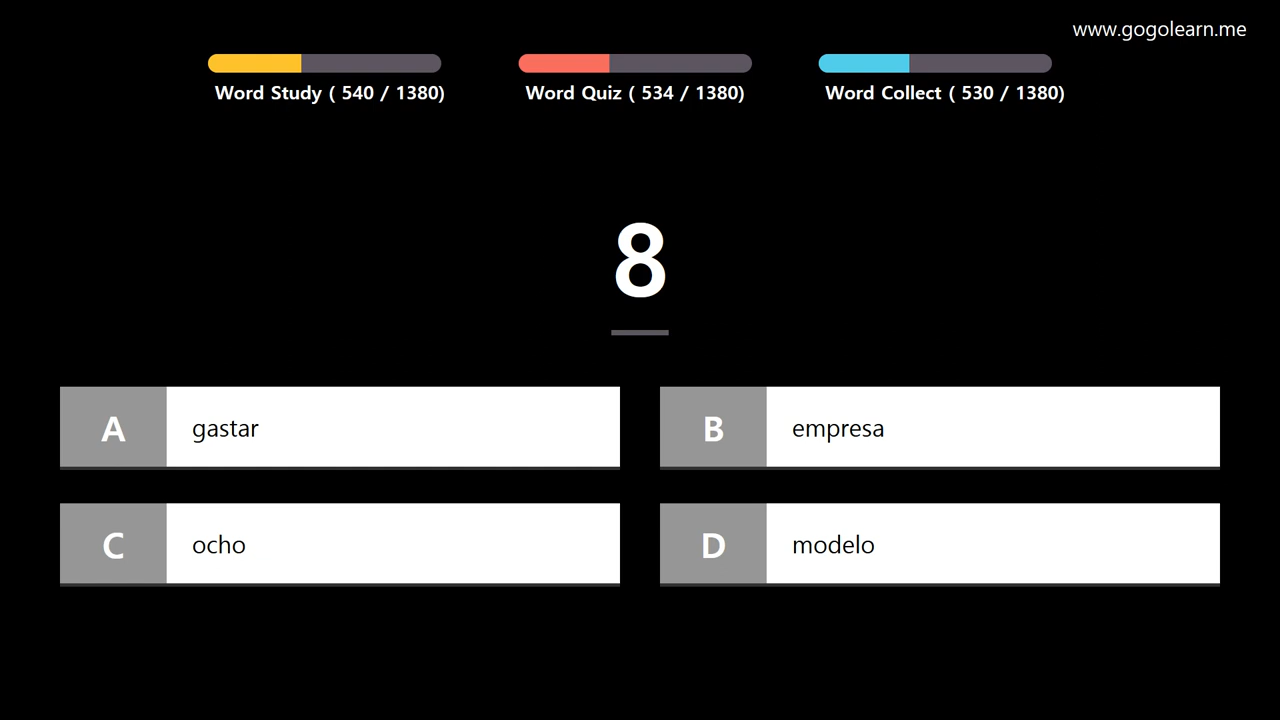 www.gogolearn.me
Word Study ( 540 / 1380)
Word Quiz ( 534 / 1380)
Word Collect ( 530 / 1380)
8
A
gastar
B
empresa
C
ocho
D
modelo